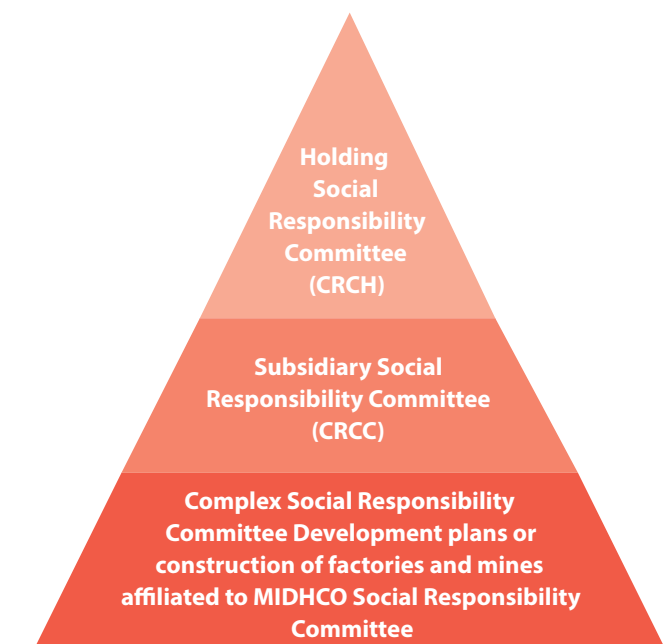 Holding
Social
Responsibility
Committee
(CRCH)
Subsidiary Social
Responsibility Committee
(CRCC)
Complex Social Responsibility
Committee Development plans or
construction of factories and mines
affiliated to MIDHCO Social Responsibility
Committee